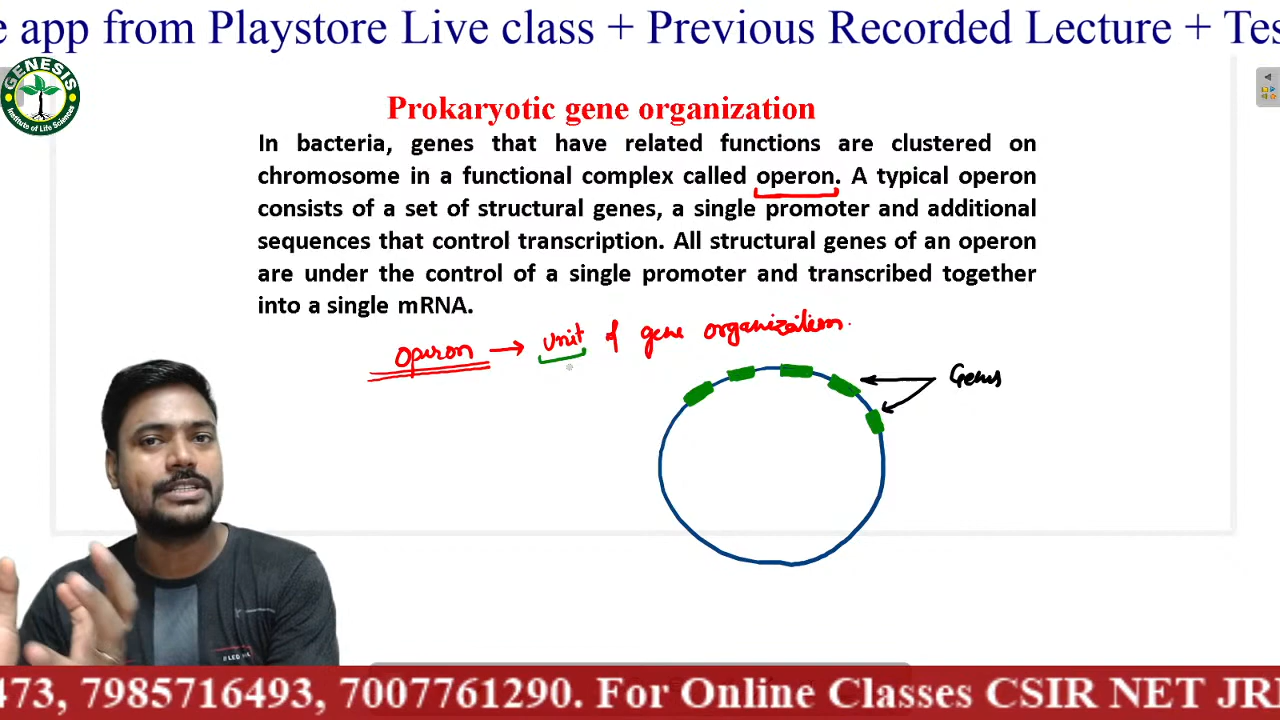 e app from Playstore Live class + Previous Recorded Lecture + Tes
GENESIS
Institute of Life Sciences
Prokaryotic gene organization
In bacteria, genes that have related functions are clustered on
chromosome in a functional complex called operon. A typical operon
consists of a set of structural genes, a single promoter and additional
sequences that control transcription. All structural genes of an operon
are under the control of a single promoter and transcribed together
into a single mRNA.
Operon → unit of gene organization.
Genes
473, 7985716493, 7007761290. For Online Classes CSIR NET JR